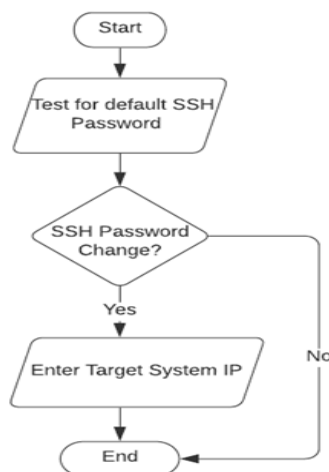 Start
Test for default SSH
Password
SSH Password
Change?
Yes
No
Enter Target System IP
End